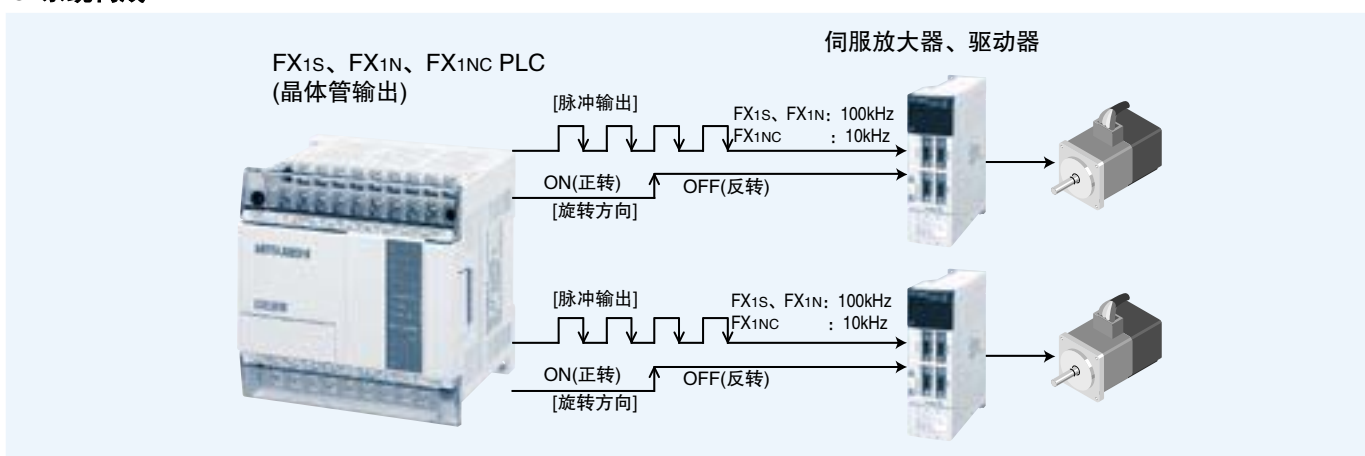 FX1S、FX1N、FX1NC PLC
(晶体管输出)
伺服放大器、驱动器
[脉冲输出]
FX1S、FX1N：100kHz
FX1NC ：10kHz
ON(正转)
OFF(反转)
[旋转方向]
MITSUBISHI
[脉冲输出]
FX1S、FX1N：100kHz
FX1NC ：10kHz
ON(正转)
OFF(反转)
[旋转方向]